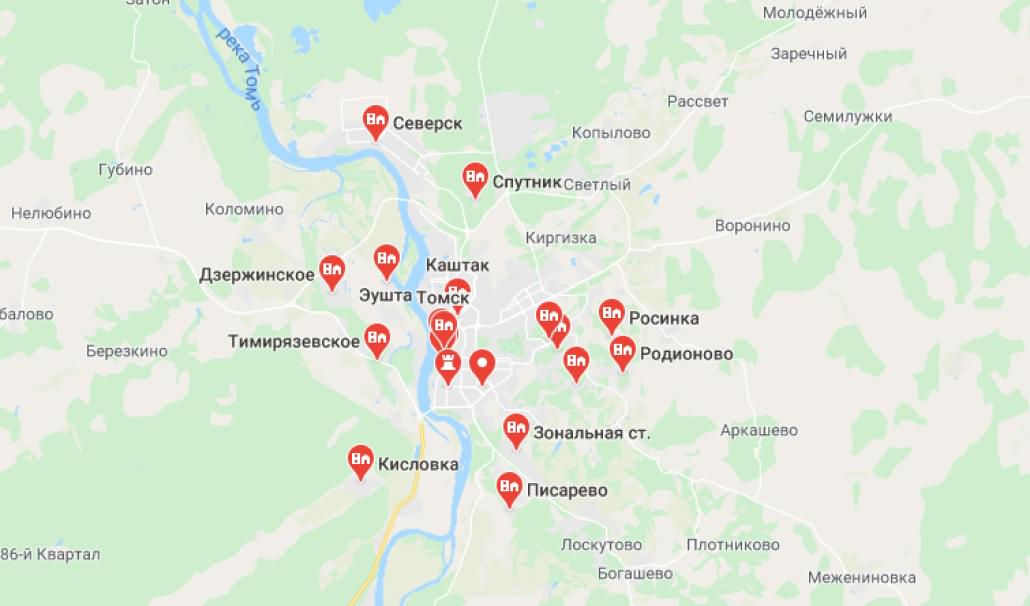 Затон
Молодёжный
Заречный
река Томь
Рассвет
Семилужки
Северск
Копылово
Губино
Спутник
Светлый
Нелюбино
Коломино
Воронино
Киргизка
Каштак
Дзержинское
Эушта
Томск
балово
Росинка
Тимирязевское
Березкино
Родионово
Аркашево
Зональная ст.
Кисловка
Писарево
86-й Квартал
Лоскутово
Плотниково
Богашево
Межениновка